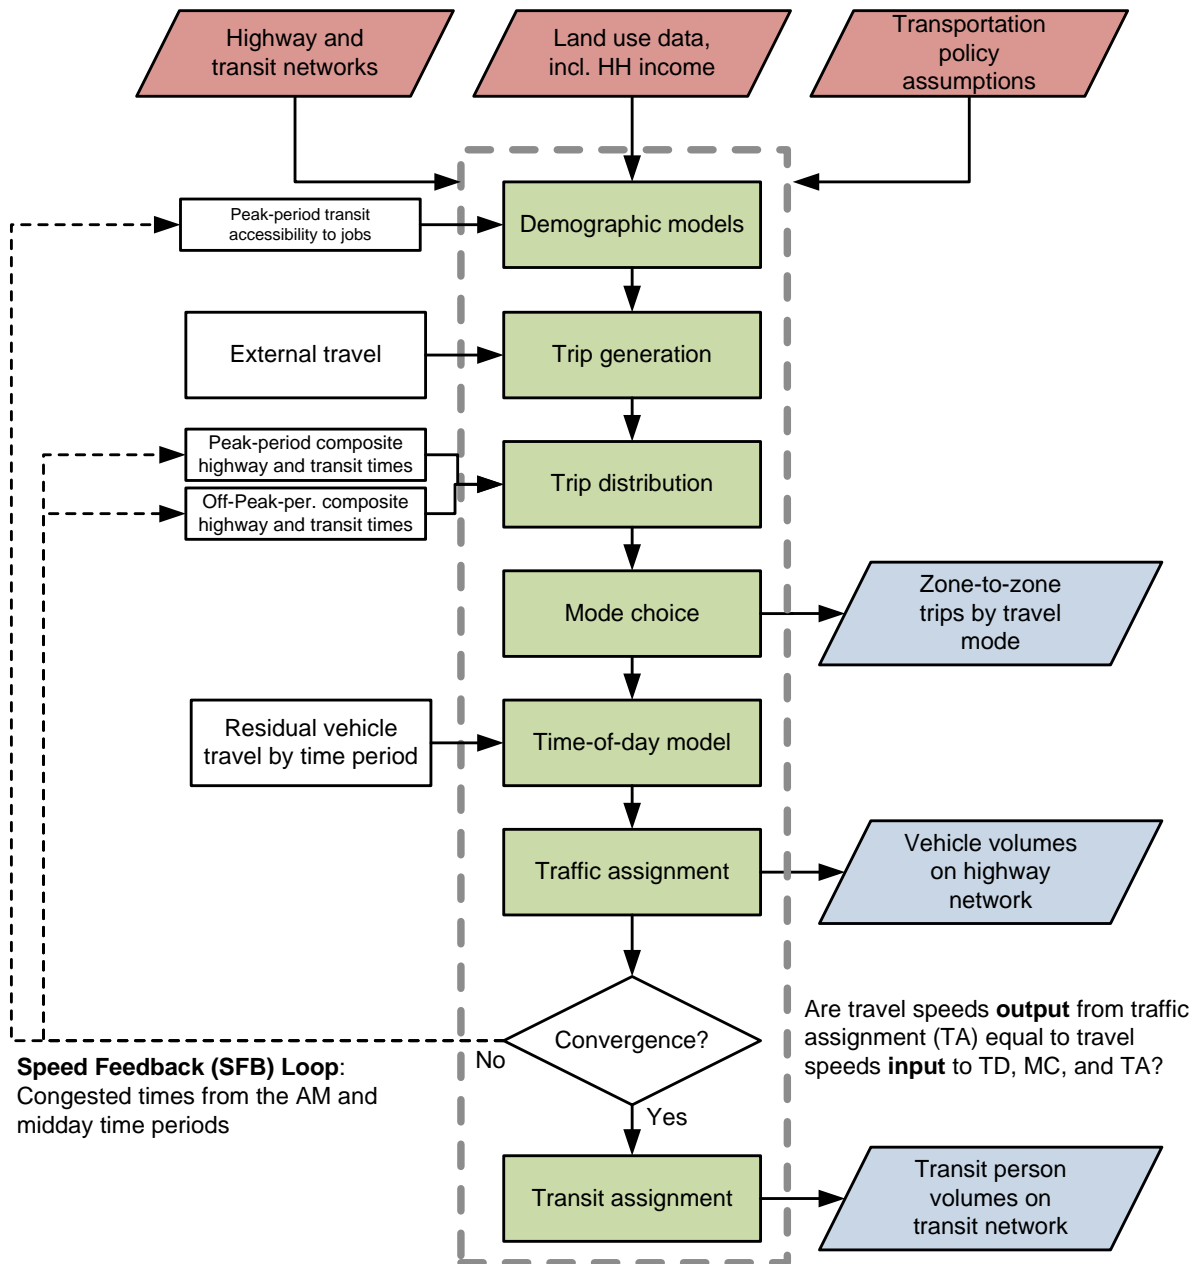 Highway and
transit networks
Land use data,
incl. HH income
Transportation
policy
assumptions
Peak-period transit
accessibility to jobs
Demographic models
External travel
Trip generation
Peak-period composite
highway and transit times
Off-Peak-per. composite
highway and transit times
Trip distribution
Mode choice
Zone-to-zone
trips by travel
mode
Residual vehicle
travel by time period
Time-of-day model
Traffic assignment
Vehicle volumes
on highway
network
Convergence?
No
Yes
Are travel speeds output from traffic
assignment (TA) equal to travel
speeds input to TD, MC, and TA?
Speed Feedback (SFB) Loop:
Congested times from the AM and
midday time periods
Transit assignment
Transit person
volumes on
transit network